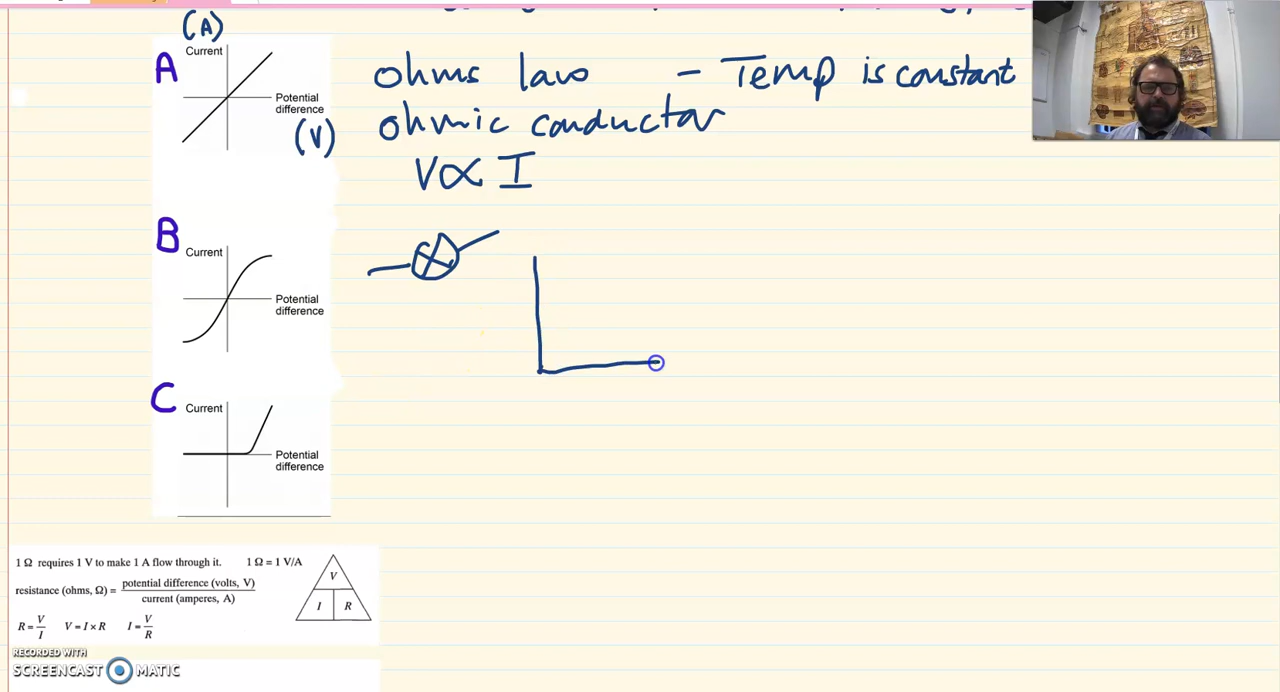 (A)
A
Current
Potential
difference
(V)
ohms law - Temp is constant
ohmic conductor
V∝ I
B
Current
Potential
difference
C
Current
Potential
difference
1 Ω requires 1 V to make 1 A flow through it. 1 Ω = 1 V/A
resistance (ohms, Ω) = potential difference (volts, V) / current (amperes, A)
R = V/I V = I × R I = V/R
V
I R
RECORDED WITH
SCREENCAST MATIC